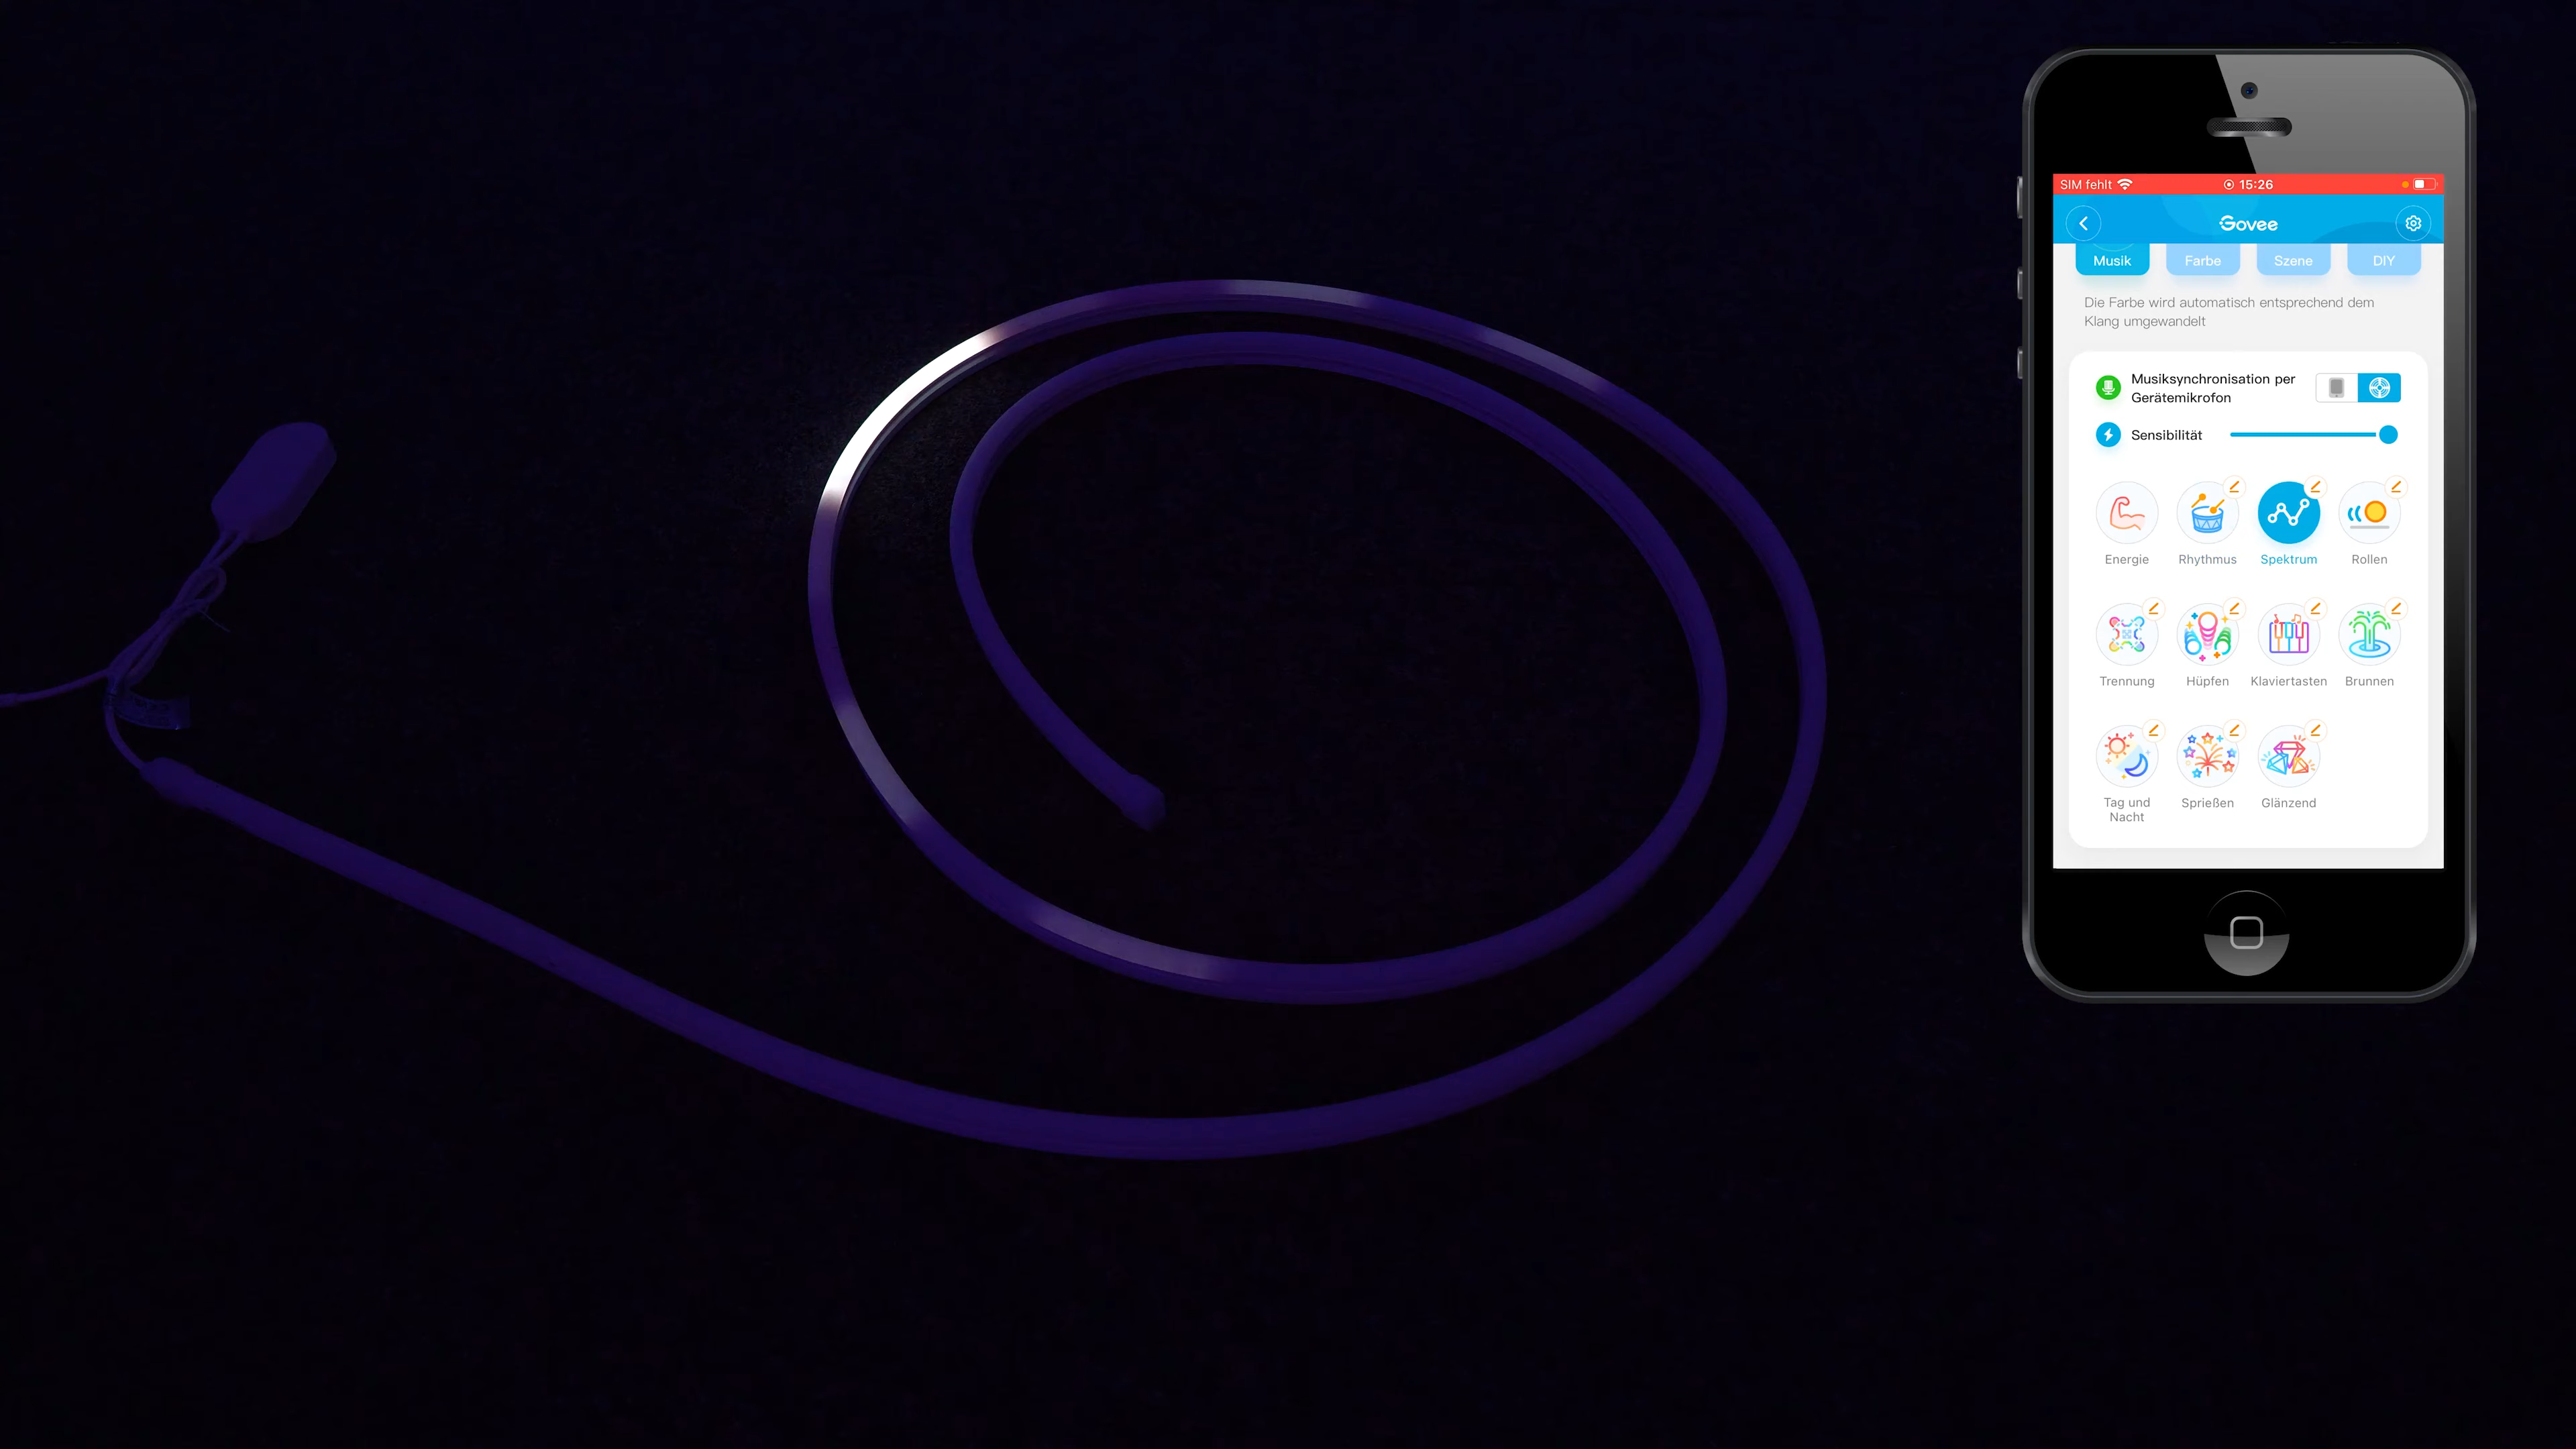 SIM fehlt 15:26
Govee
Musik Farbe Szene DIY
Die Farbe wird automatisch entsprechend dem
Klang umgewandelt
Musiksynchronisation per
Gerätemikrofon
Sensibilität
Energie Rhythmus Spektrum Rollen
Trennung Hüpfen Klaviertasten Brunnen
Tag und
Nacht Sprießen Glänzend